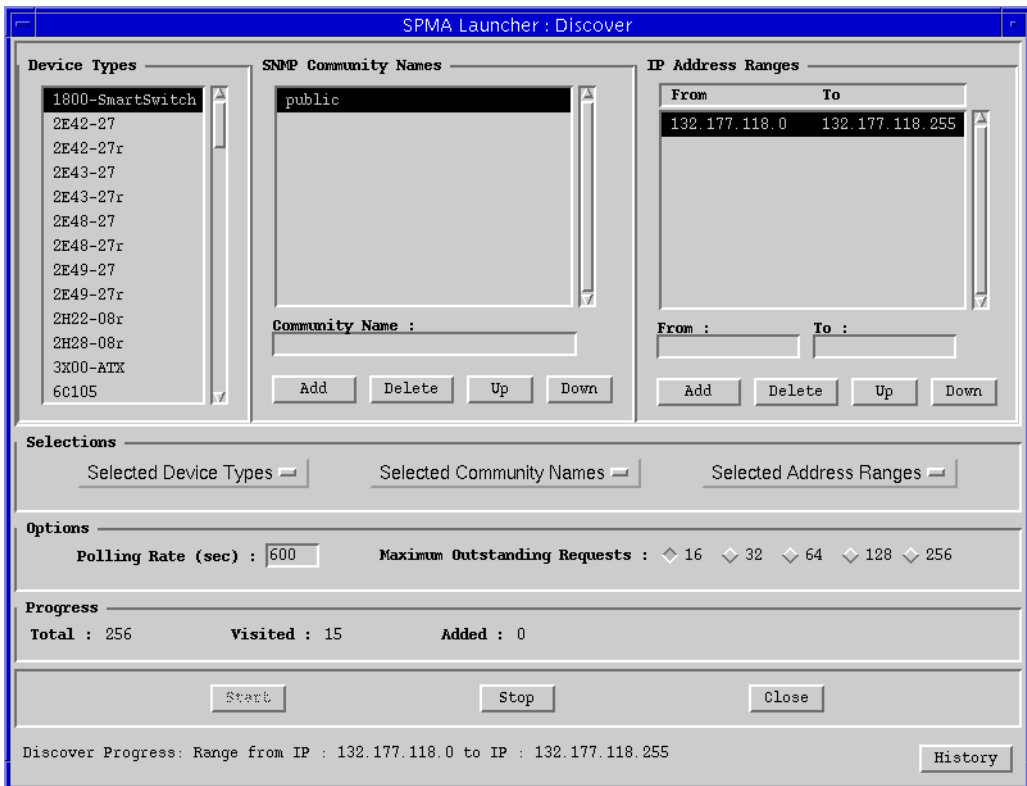 SPMA Launcher : Discover
Device Types
1800-SmartSwitch
2E42-27
2E42-27r
2E43-27
2E43-27r
2E48-27
2E48-27r
2E49-27
2E49-27r
2H22-08r
2H28-08r
3X00-ATX
6C105
SNMP Community Names
public
Community Name :
Add Delete Up Down
IP Address Ranges
From To
132.177.118.0 132.177.118.255
From : To :
Add Delete Up Down
Selections
Selected Device Types Selected Community Names Selected Address Ranges
Options
Polling Rate (sec) : 600 Maximum Outstanding Requests : 16 32 64 128 256
Progress
Total : 256 Visited : 15 Added : 0
Start Stop Close
Discover Progress: Range from IP : 132.177.118.0 to IP : 132.177.118.255
History